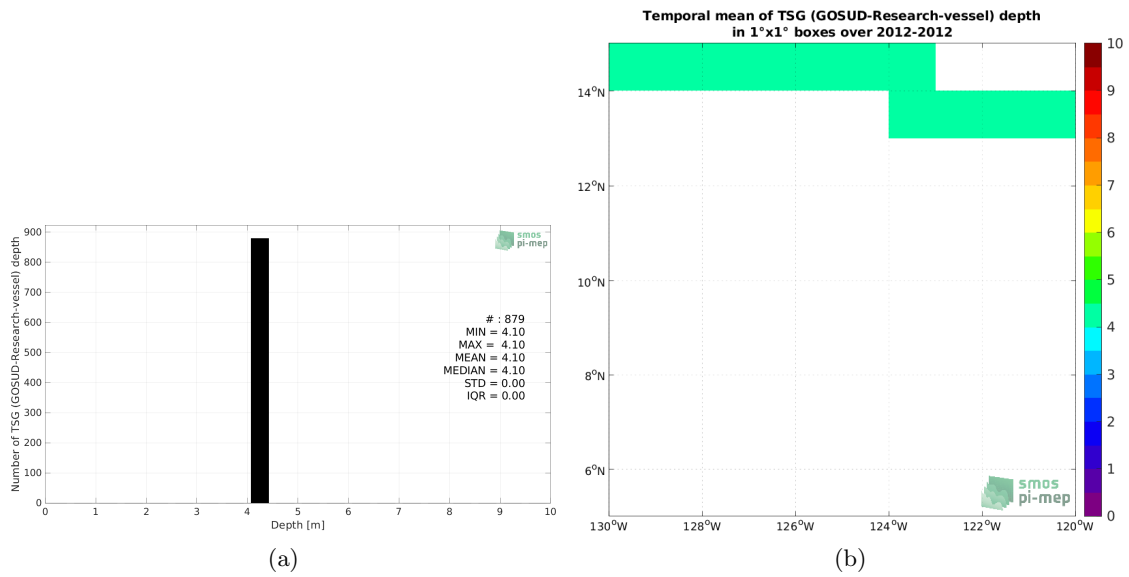 Number of TSG (GOSUD-Research-vessel) depth
900
800
700
600
500
400
300
200
100
0
0 1 2 3 4 5 6 7 8 9 10
Depth [m]
smos
pi-mep
# : 879
MIN = 4.10
MAX = 4.10
MEAN = 4.10
MEDIAN = 4.10
STD = 0.00
IQR = 0.00
(a)
Temporal mean of TSG (GOSUD-Research-vessel) depth
in 1°x1° boxes over 2012-2012
14°N
12°N
10°N
8°N
6°N
130°W 128°W 126°W 124°W 122°W 120°W
smos
pi-mep
10
9
8
7
6
5
4
3
2
1
0
(b)